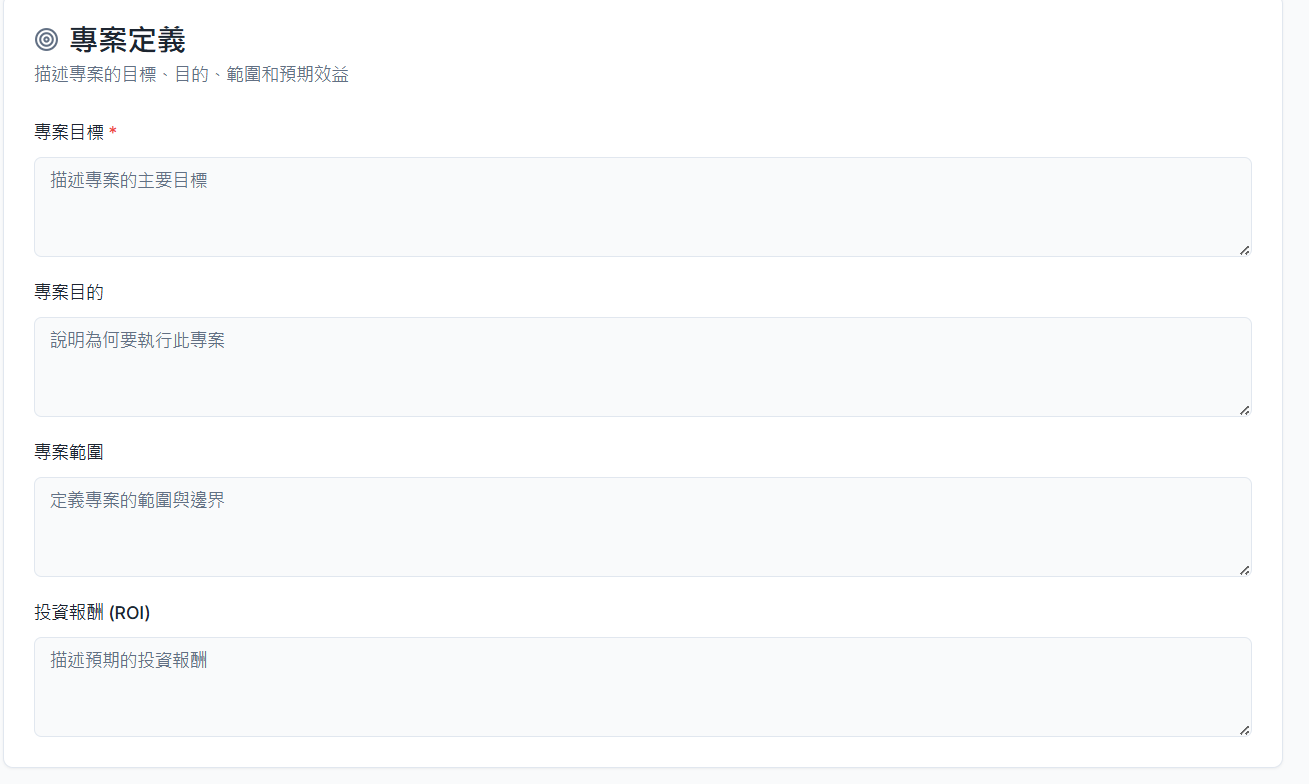 專案定義
描述專案的目標、目的、範圍和預期效益
專案目標 *
描述專案的主要目標
專案目的
說明為何要執行此專案
專案範圍
定義專案的範圍與邊界
投資報酬 (ROI)
描述預期的投資報酬